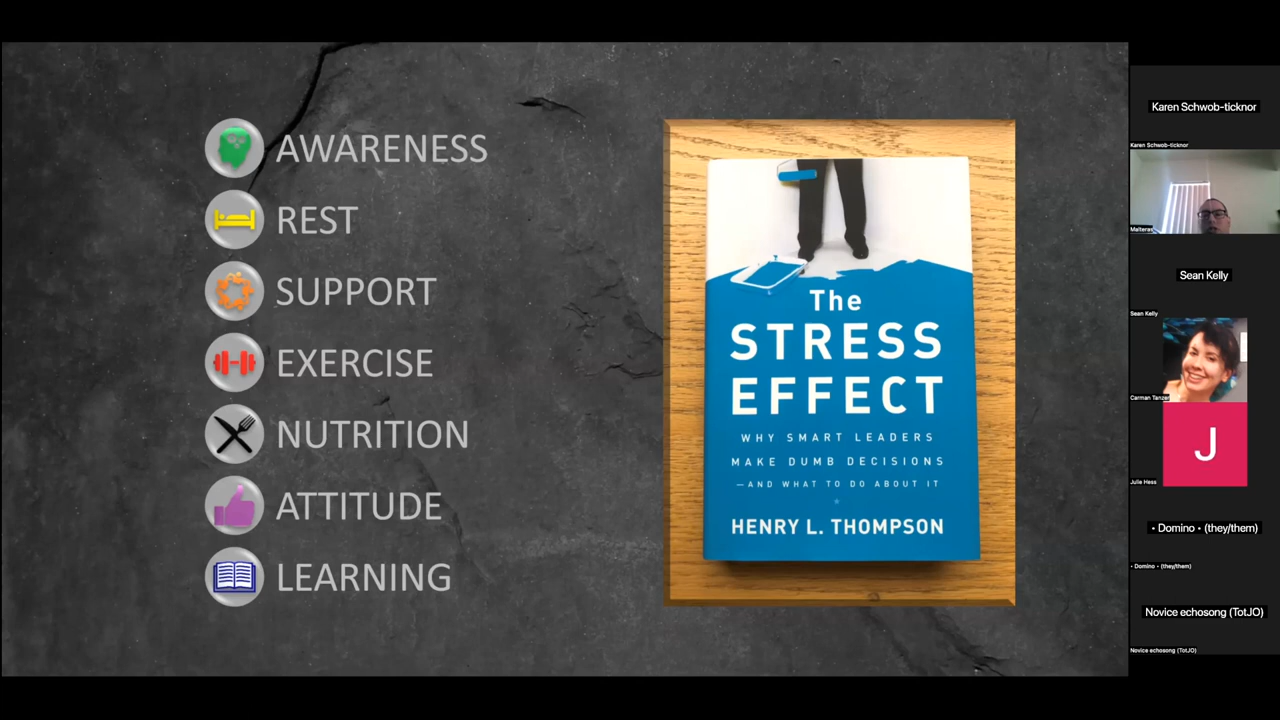 AWARENESS
REST
SUPPORT
EXERCISE
NUTRITION
ATTITUDE
LEARNING
The
STRESS
EFFECT
WHY SMART LEADERS
MAKE DUMB DECISIONS
—AND WHAT TO DO ABOUT IT
HENRY L. THOMPSON
Karen Schwob-ticknor
Karen Schwob-ticknor
Malteras
Sean Kelly
Sean Kelly
Carman Tanzer
J
Julie Hess
• Domino • (they/them)
• Domino • (they/them)
Novice echosong (TotJO)
Novice echosong (TotJO)